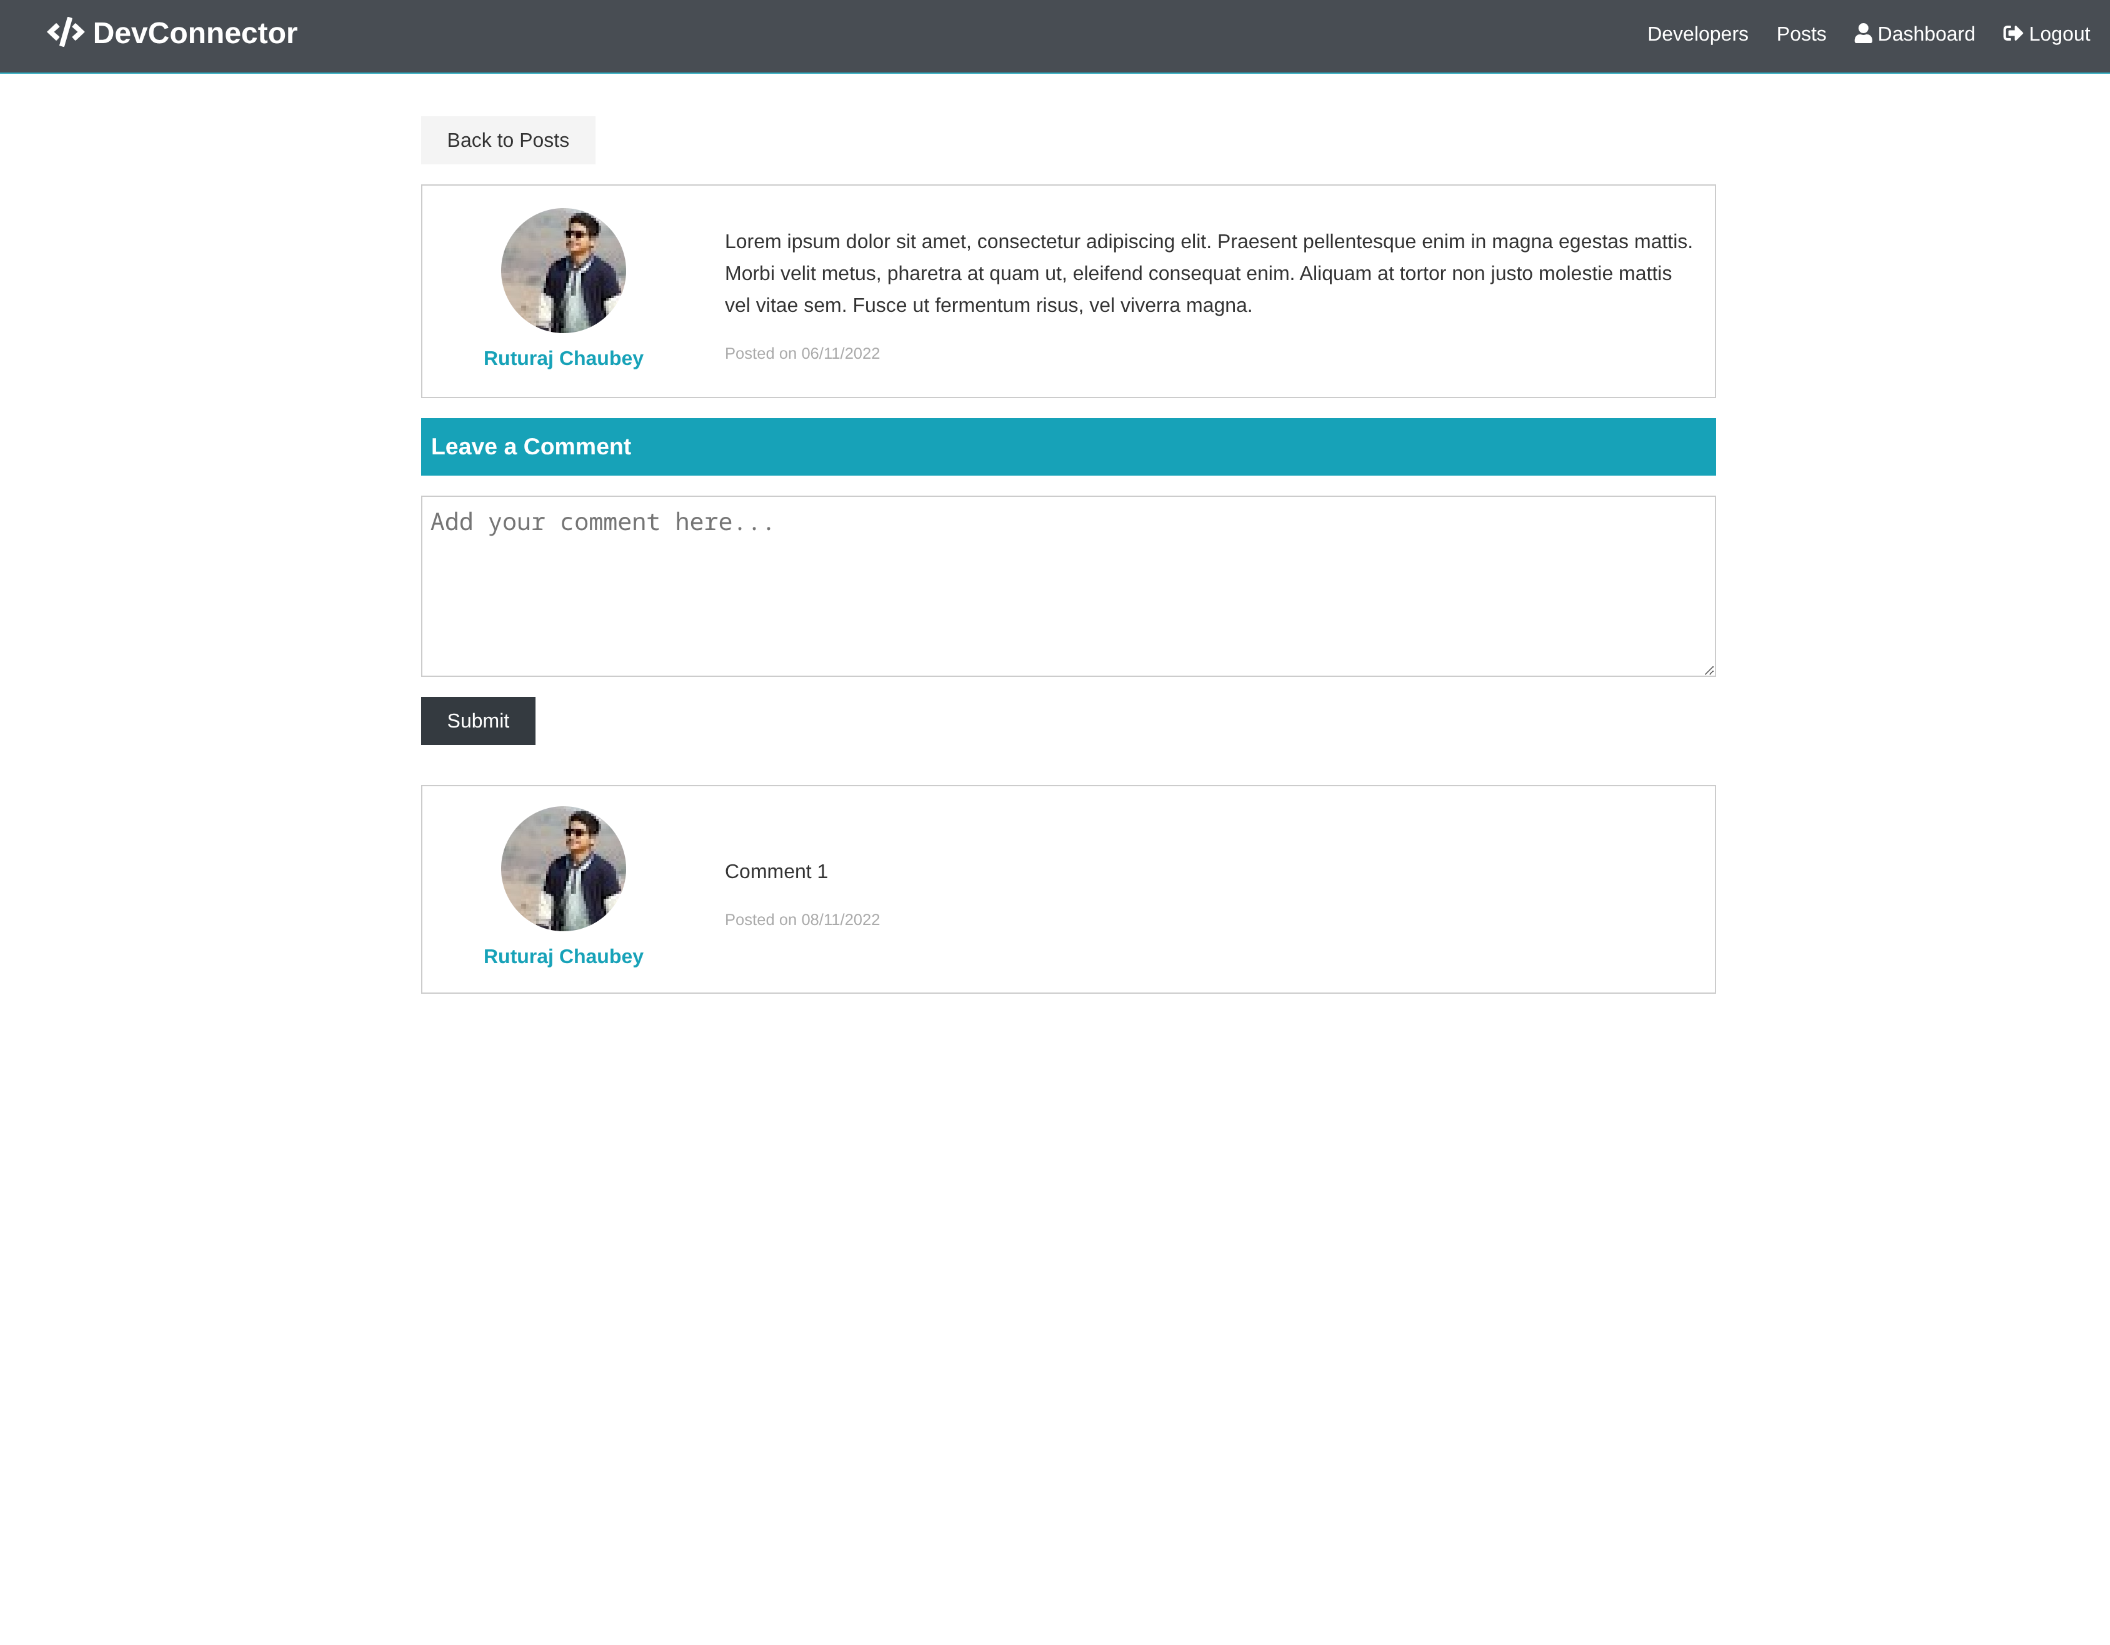 DevConnector
Developers Posts Dashboard Logout
Back to Posts
Lorem ipsum dolor sit amet, consectetur adipiscing elit. Praesent pellentesque enim in magna egestas mattis.
Morbi velit metus, pharetra at quam ut, eleifend consequat enim. Aliquam at tortor non justo molestie mattis
vel vitae sem. Fusce ut fermentum risus, vel viverra magna.
Ruturaj Chaubey
Posted on 06/11/2022
Leave a Comment
Add your comment here...
Submit
Comment 1
Posted on 08/11/2022
Ruturaj Chaubey